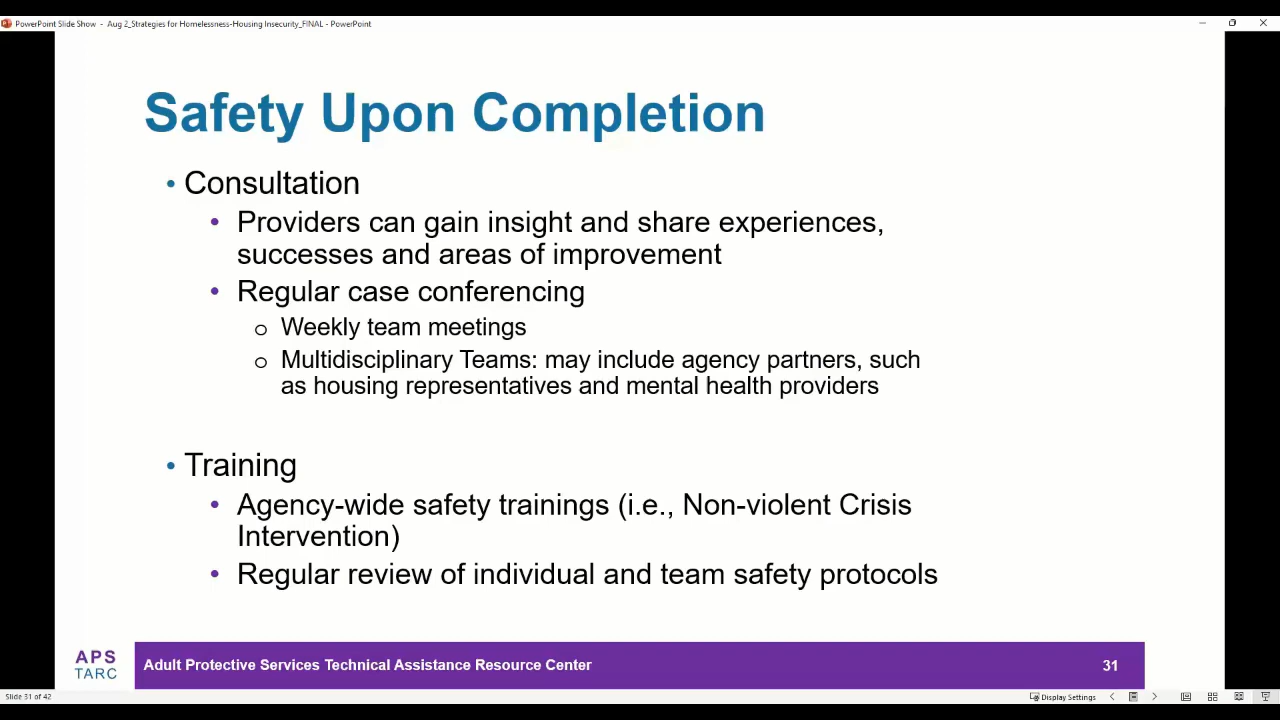 PowerPoint Slide Show - Aug 2_Strategies for Homelessness-Housing Insecurity_FINAL - PowerPoint
Safety Upon Completion
• Consultation
• Providers can gain insight and share experiences,
successes and areas of improvement
• Regular case conferencing
o Weekly team meetings
o Multidisciplinary Teams: may include agency partners, such
as housing representatives and mental health providers
• Training
• Agency-wide safety trainings (i.e., Non-violent Crisis
Intervention)
• Regular review of individual and team safety protocols
APS
TARC
Adult Protective Services Technical Assistance Resource Center
31
Slide 31 of 42
Display Settings